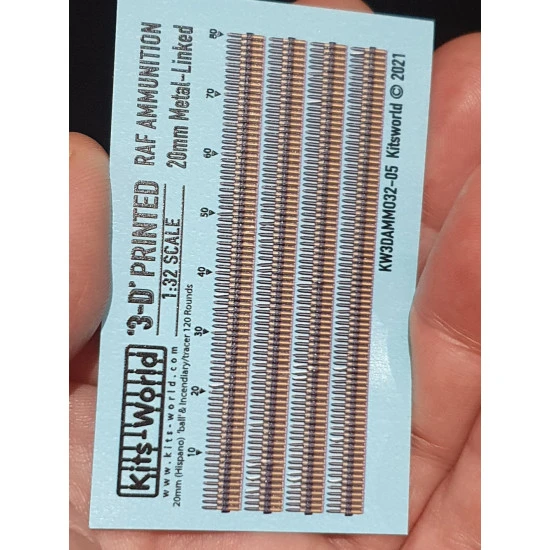 Kits-World
'3-D' PRINTED
RAF AMMUNITION
1:32 SCALE
20mm Metal-Linked
www.kits-world.com
20mm (Hispano) 'ball' & Incendiary/tracer 120 Rounds
10 20 30 40 50 60 70 80
KW3DAMM032-05 Kitsworld © 2021